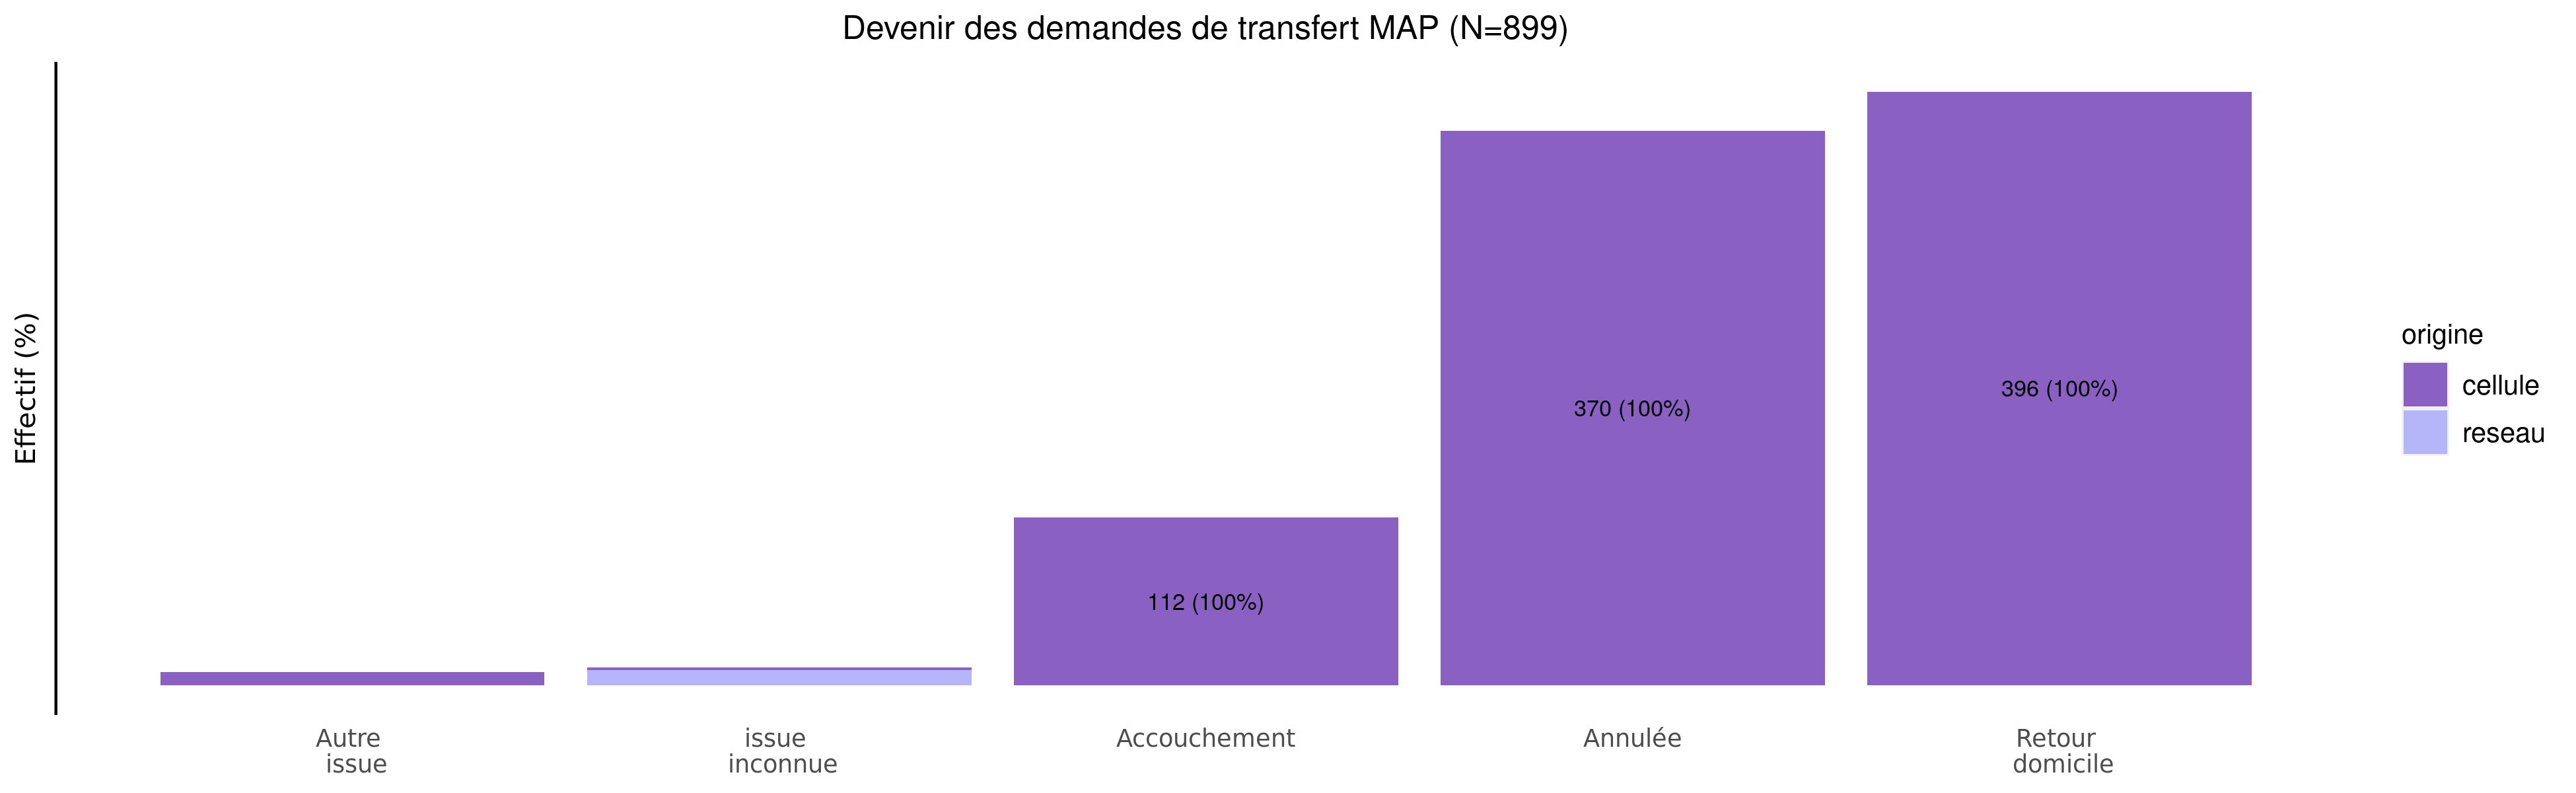 Devenir des demandes de transfert MAP (N=899)
Effectif (%)
112 (100%)
370 (100%)
396 (100%)
Autre
issue
issue
inconnue
Accouchement
Annulée
Retour
domicile
origine
cellule
reseau